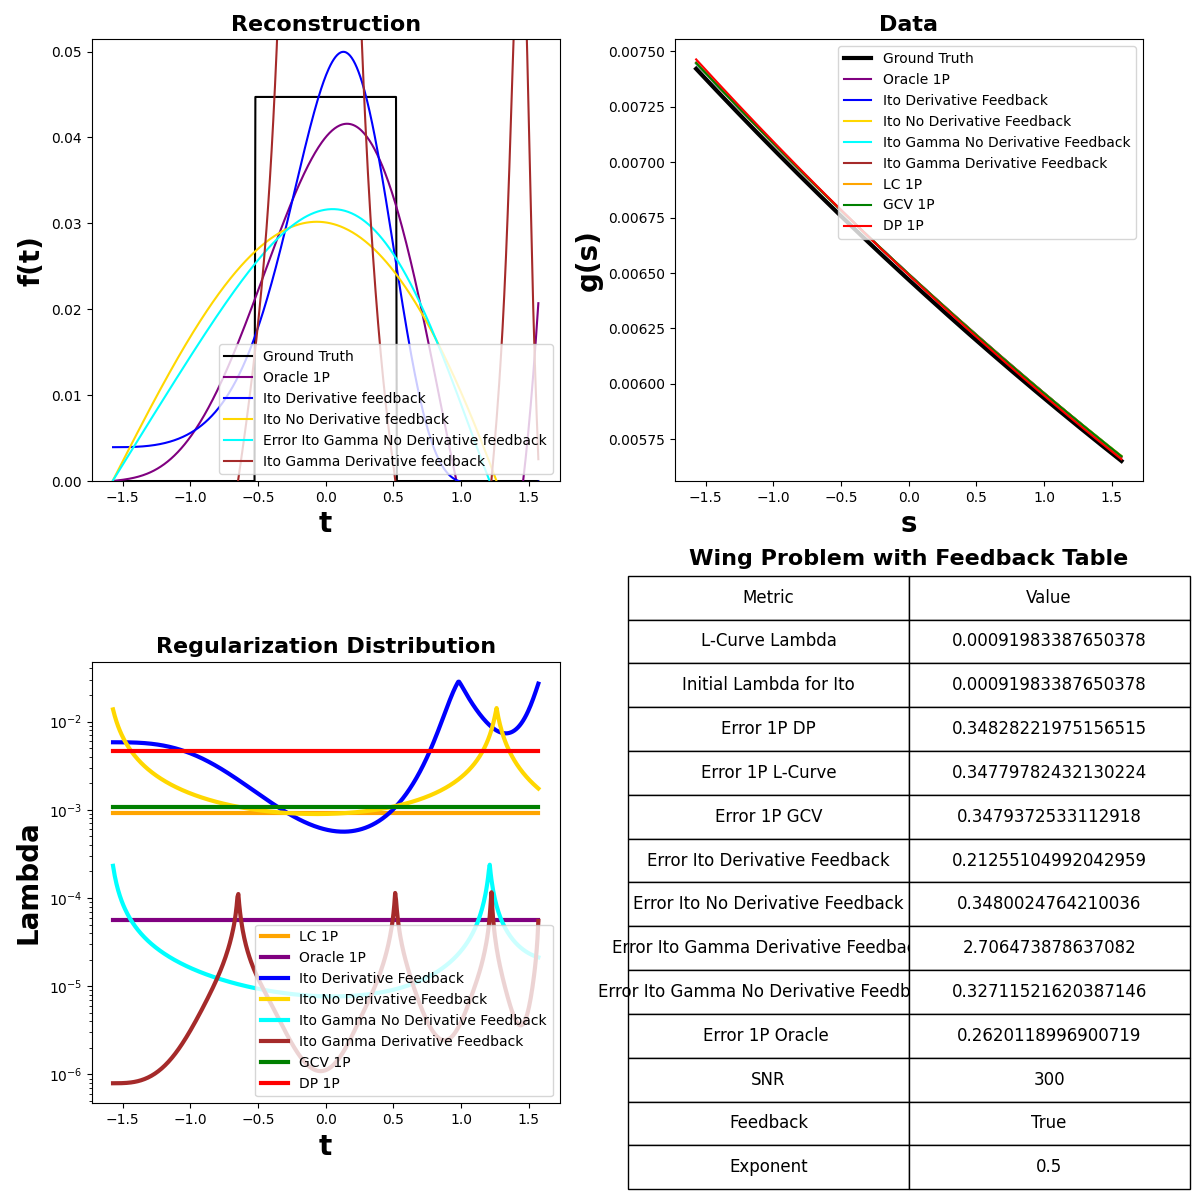 Reconstruction
f(t)
0.05
0.04
0.03
0.02
0.01
0.00
Ground Truth
Oracle 1P
Ito Derivative feedback
Ito No Derivative feedback
Error Ito Gamma No Derivative feedback
Ito Gamma Derivative feedback
−1.5 −1.0 −0.5 0.0 0.5 1.0 1.5
t
Data
g(s)
0.00750
0.00725
0.00700
0.00675
0.00650
0.00625
0.00600
0.00575
Ground Truth
Oracle 1P
Ito Derivative Feedback
Ito No Derivative Feedback
Ito Gamma No Derivative Feedback
Ito Gamma Derivative Feedback
LC 1P
GCV 1P
DP 1P
−1.5 −1.0 −0.5 0.0 0.5 1.0 1.5
s
Regularization Distribution
Lambda
10−2
10−3
10−4
10−5
10−6
LC 1P
Oracle 1P
Ito Derivative Feedback
Ito No Derivative Feedback
Ito Gamma No Derivative Feedback
Ito Gamma Derivative Feedback
GCV 1P
DP 1P
−1.5 −1.0 −0.5 0.0 0.5 1.0 1.5
t
Wing Problem with Feedback Table
Metric Value
L-Curve Lambda 0.00091983387650378
Initial Lambda for Ito 0.00091983387650378
Error 1P DP 0.34828221975156515
Error 1P L-Curve 0.34779782432130224
Error 1P GCV 0.3479372533112918
Error Ito Derivative Feedback 0.21255104992042959
Error Ito No Derivative Feedback 0.3480024764210036
Error Ito Gamma Derivative Feedbac 2.706473878637082
Error Ito Gamma No Derivative Feedb 0.32711521620387146
Error 1P Oracle 0.2620118996900719
SNR 300
Feedback True
Exponent 0.5